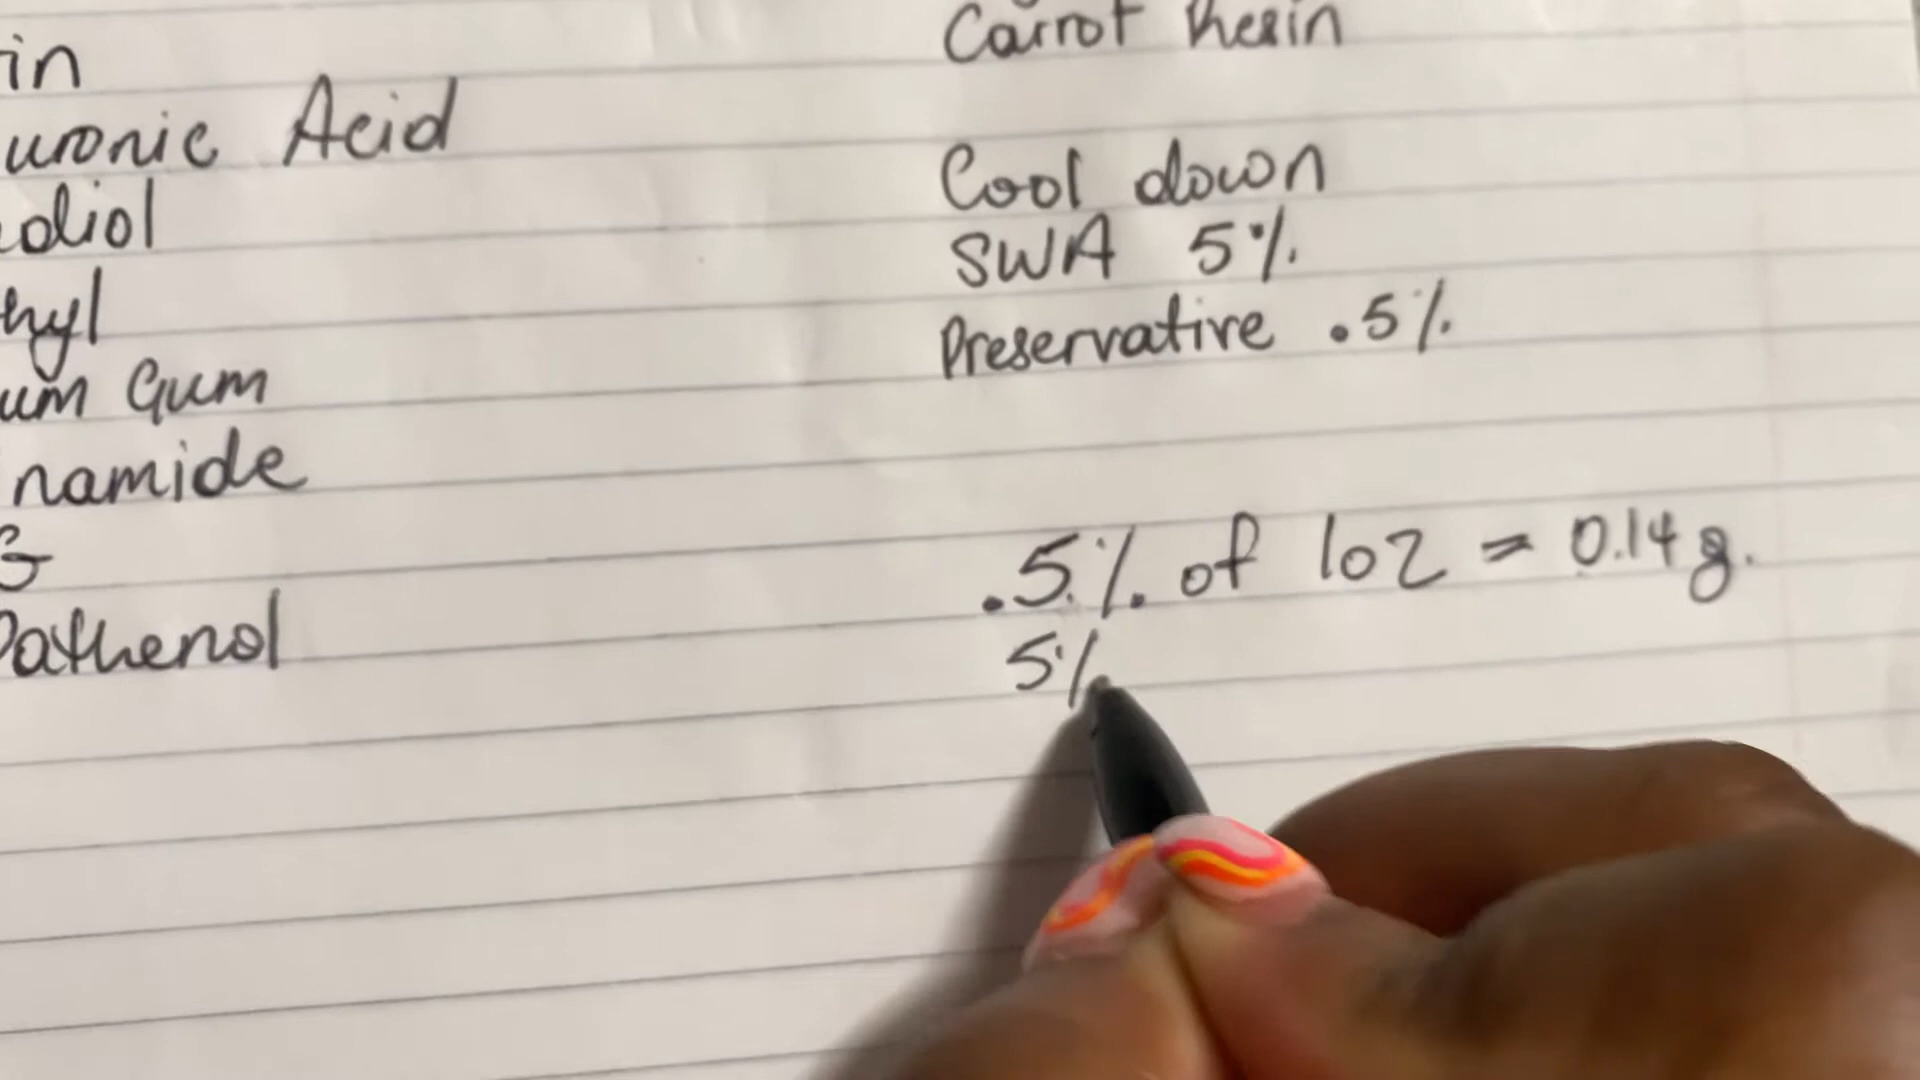 in
uronic Acid
diol
hyl
um Gum
namide
G
Pathenol
Carrot Resin
Cool down
SWA 5%.
Preservative .5%.
.5%. of 1oz = 0.14g.
5%